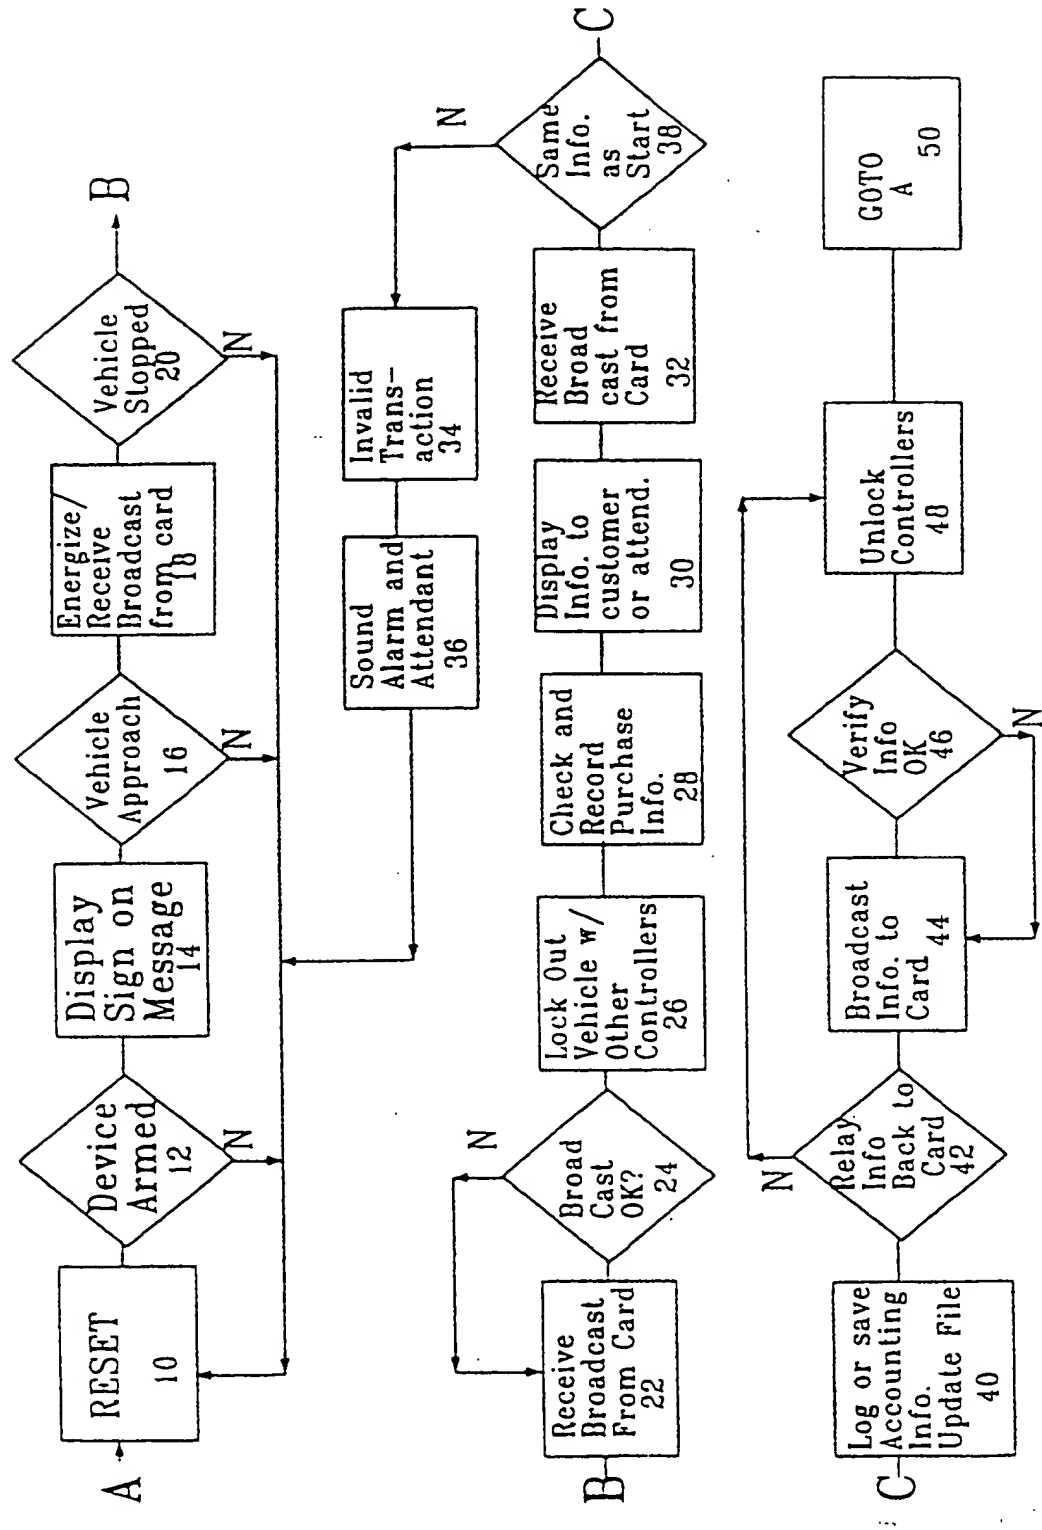 A
RESET
10
Device
Armed
12
N
Display
Sign on
Message
14
Vehicle
Approach
16
N
Energize/
Receive
Broadcast
from card
18
Vehicle
Stopped
20
N
B
Sound
Alarm and
Attendant
36
Invalid
Trans-
action
34
N
B
Receive
Broadcast
From Card
22
Broad
Cast
OK?
24
N
Lock Out
Vehicle w/
Other
Controllers
26
Check and
Record
Purchase
Info.
28
Display
Info. to
customer
or attend.
30
Receive
Broad
cast from
Card
32
Same
Info.
as
Start
38
C
C
Log or save
Accounting
Info.
Update File
40
Relay
Info
Back to
Card
42
N
Broadcast
Info. to
Card
44
Verify
Info
OK
46
N
Unlock
Controllers
48
GOTO
A
50